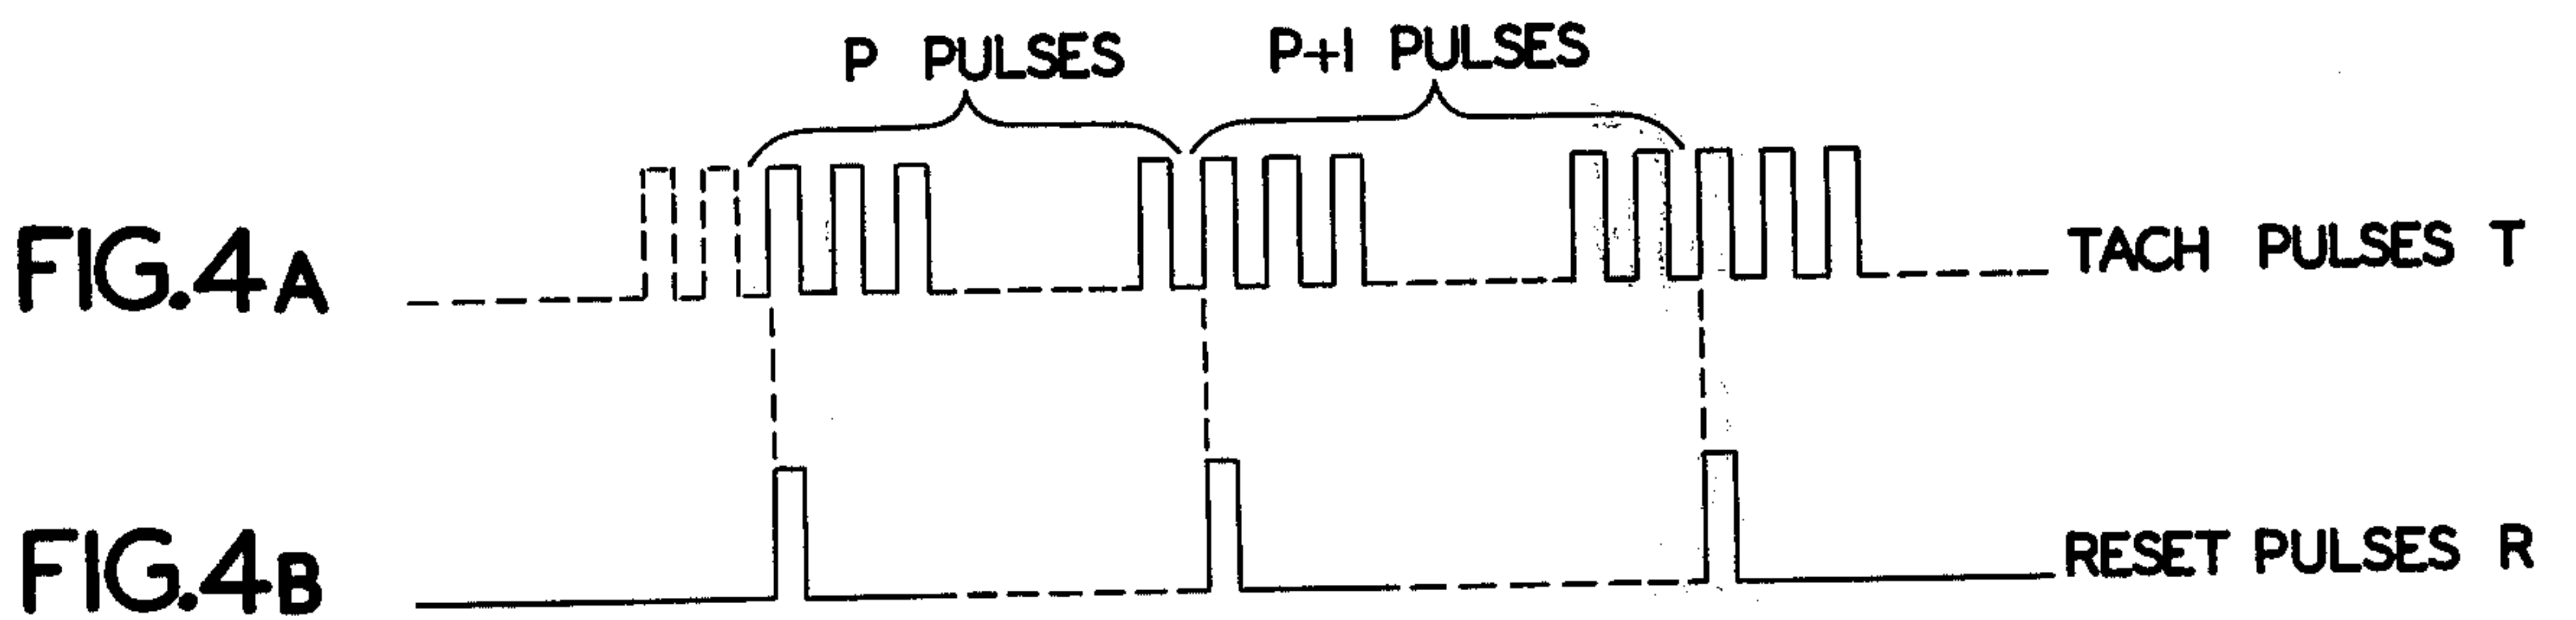 P PULSES
P+1 PULSES
FIG.4A
TACH PULSES T
FIG.4B
RESET PULSES R